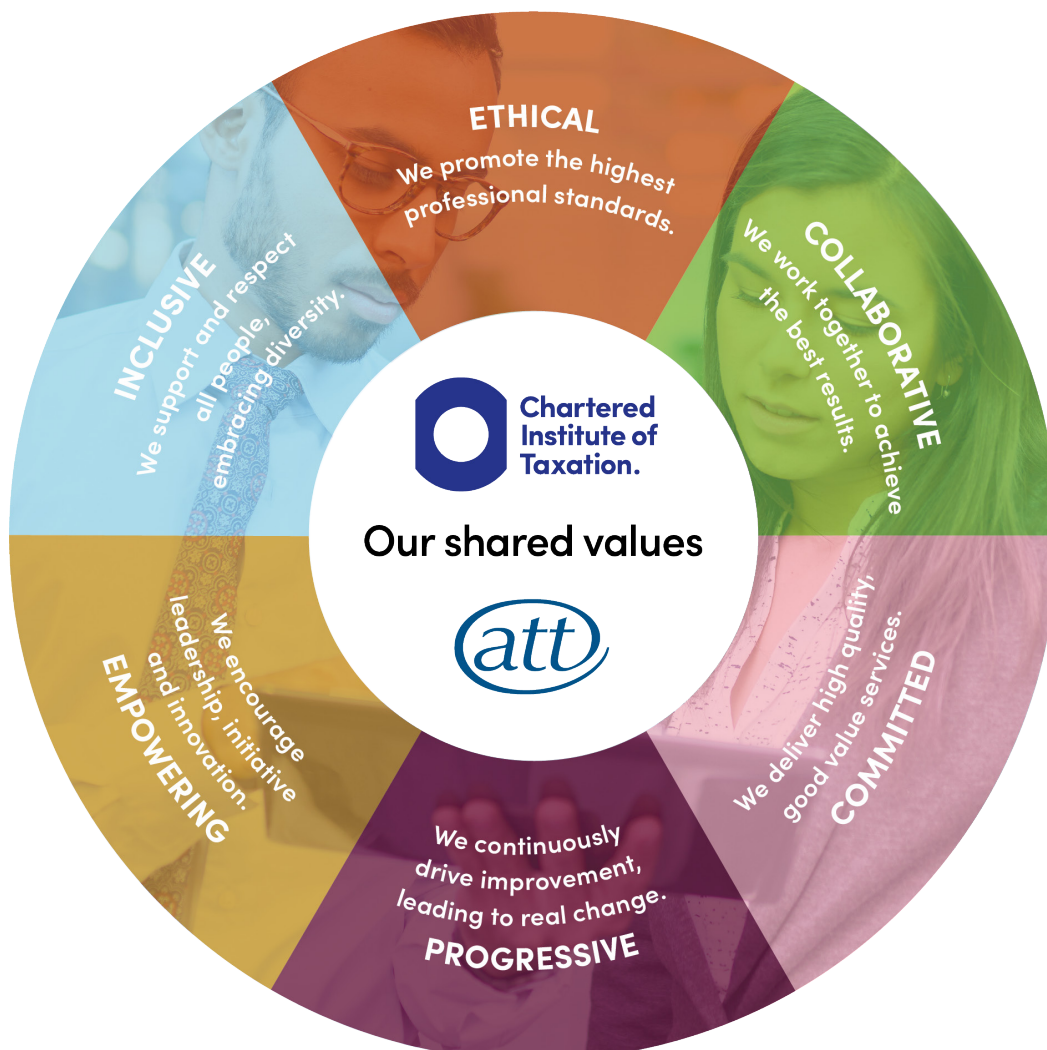 ETHICAL
We promote the highest
professional standards.
COLLABORATIVE
We work together to achieve
the best results.
We deliver high quality,
good value services.
COMMITTED
We continuously
drive improvement,
leading to real change.
PROGRESSIVE
We encourage
leadership, initiative
and innovation.
EMPOWERING
INCLUSIVE
We support and respect
all people,
embracing diversity.
Chartered
Institute of
Taxation.
Our shared values
att